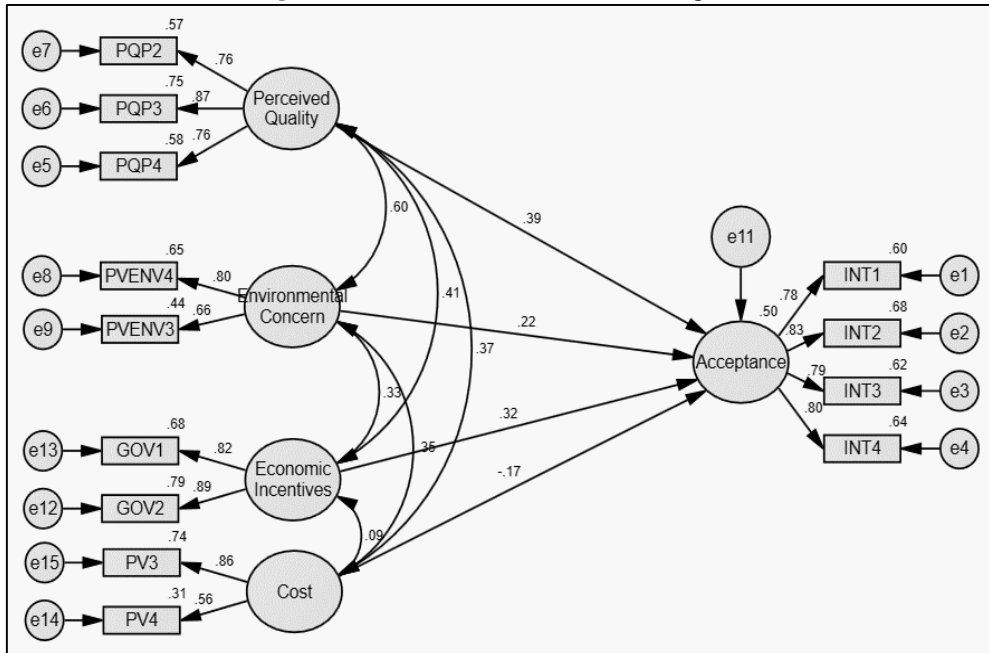 .57
e7
PQP2
.76
.75
e6
PQP3
.87
Perceived
Quality
.58
.76
e5
PQP4
.60
.39
e11
.65
e8
PVENV4
.80
.44
e9
PVENV3
.66
Environmental
Concern
.41
.22
.37
.33
.50
Acceptance
.60
.78
INT1
e1
.68
.83
INT2
e2
.62
.79
INT3
e3
.64
.80
INT4
e4
.68
e13
GOV1
.82
.79
e12
GOV2
.89
Economic
Incentives
.32
.35
-.17
.09
.74
e15
PV3
.86
.31
e14
PV4
.56
Cost